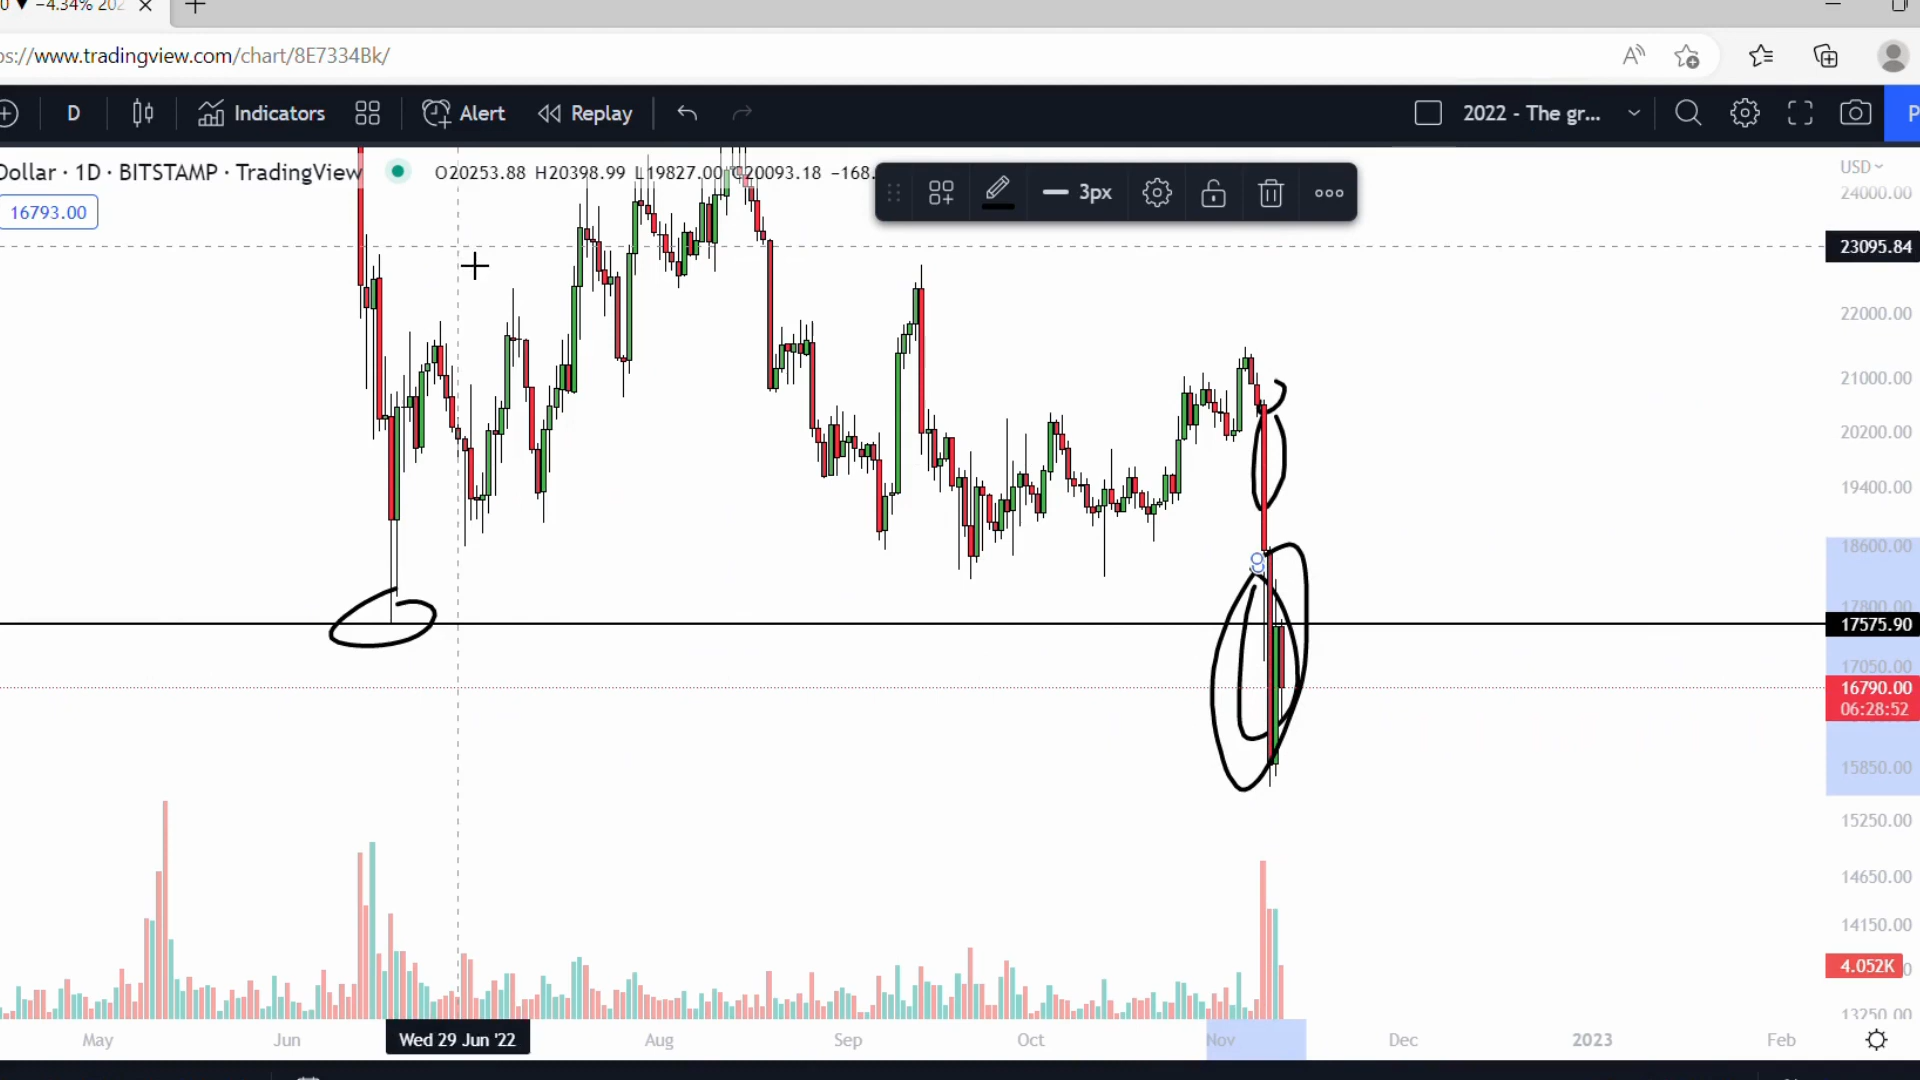 0 ▼ −4.34% 202
ps://www.tradingview.com/chart/8E7334Bk/
D Indicators Alert Replay 2022 - The gr... P
Dollar · 1D · BITSTAMP · TradingView O20253.88 H20398.99 L19827.00 C20093.18 −168.
3px
16793.00
USD
24000.00
23095.84
22000.00
21000.00
20200.00
19400.00
18600.00
17800.00
17575.90
17050.00
16790.00
06:28:52
15850.00
15250.00
14650.00
14150.00
4.052K
13250.00
May Jun Wed 29 Jun '22 Aug Sep Oct Nov Dec 2023 Feb